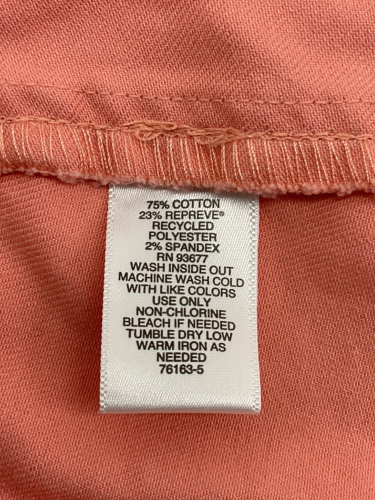 75% COTTON
23% REPREVE®
RECYCLED
POLYESTER
2% SPANDEX
RN 93677
WASH INSIDE OUT
MACHINE WASH COLD
WITH LIKE COLORS
USE ONLY
NON-CHLORINE
BLEACH IF NEEDED
TUMBLE DRY LOW
WARM IRON AS
NEEDED
76163-5